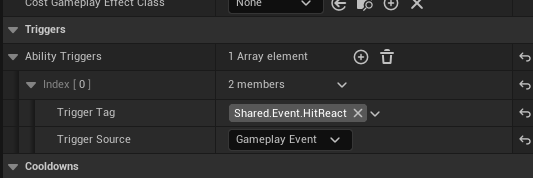 Cost Gameplay Effect Class None
Triggers
Ability Triggers 1 Array element
Index [ 0 ] 2 members
Trigger Tag Shared.Event.HitReact
Trigger Source Gameplay Event
Cooldowns